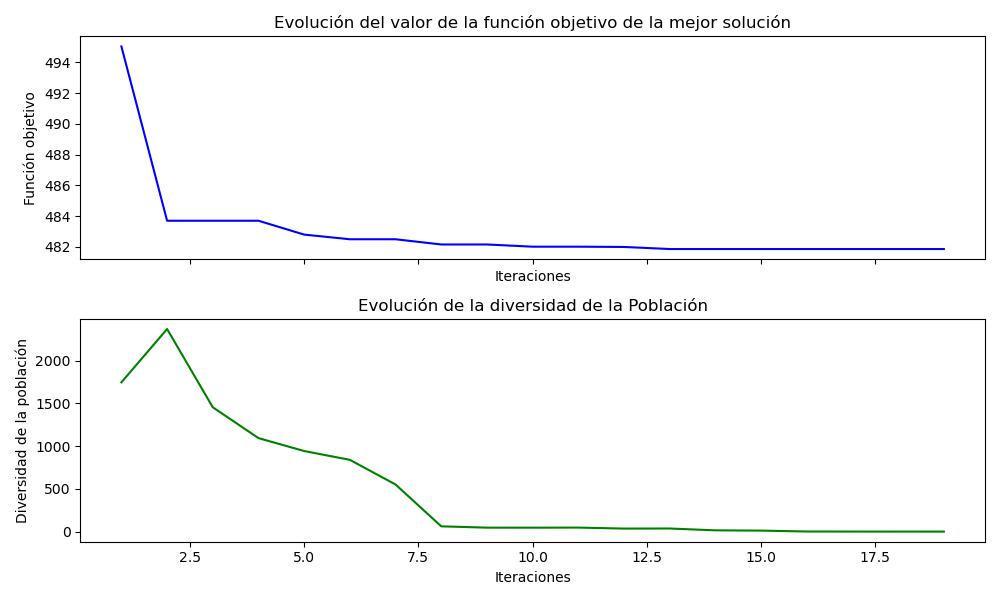 Evolución del valor de la función objetivo de la mejor solución
Función objetivo
494
492
490
488
486
484
482
Iteraciones
Evolución de la diversidad de la Población
Diversidad de la población
2000
1500
1000
500
0
2.5 5.0 7.5 10.0 12.5 15.0 17.5
Iteraciones